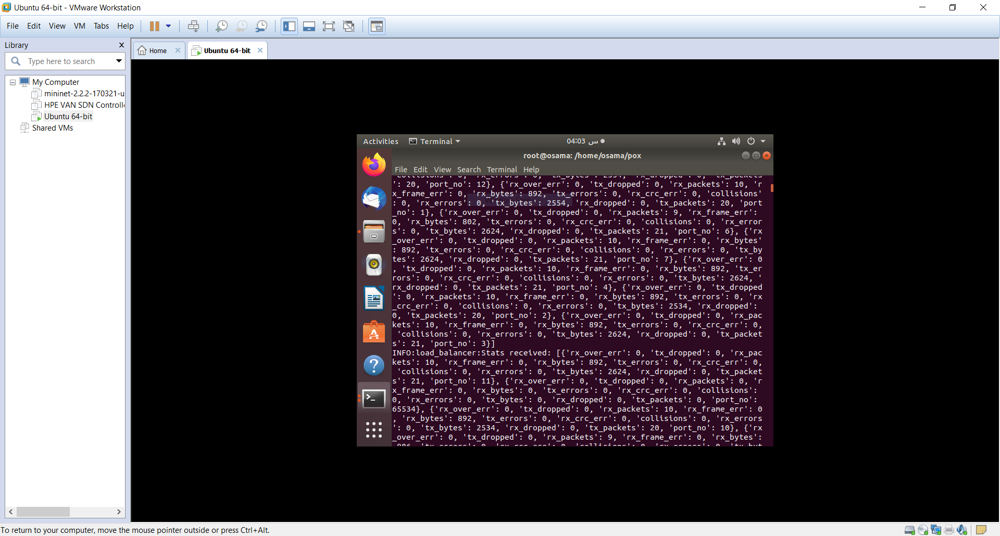 Ubuntu 64-bit - VMware Workstation
File Edit View VM Tabs Help
Library
Type here to search
My Computer
mininet-2.2.2-170321-u
HPE VAN SDN Controll
Ubuntu 64-bit
Shared VMs
Home
Ubuntu 64-bit
Activities Terminal س 04:03
root@osama: /home/osama/pox
File Edit View Search Terminal Help
': 20, 'port_no': 12}, {'rx_over_err': 0, 'tx_dropped': 0, 'rx_packets': 10, 'r
x_frame_err': 0, 'rx_bytes': 892, 'tx_errors': 0, 'rx_crc_err': 0, 'collisions'
: 0, 'rx_errors': 0, 'tx_bytes': 2554, 'rx_dropped': 0, 'tx_packets': 20, 'port
_no': 1}, {'rx_over_err': 0, 'tx_dropped': 0, 'rx_packets': 9, 'rx_frame_err':
0, 'rx_bytes': 802, 'tx_errors': 0, 'rx_crc_err': 0, 'collisions': 0, 'rx_error
s': 0, 'tx_bytes': 2624, 'rx_dropped': 0, 'tx_packets': 21, 'port_no': 6}, {'rx
_over_err': 0, 'tx_dropped': 0, 'rx_packets': 10, 'rx_frame_err': 0, 'rx_bytes'
: 892, 'tx_errors': 0, 'rx_crc_err': 0, 'collisions': 0, 'rx_errors': 0, 'tx_by
tes': 2624, 'rx_dropped': 0, 'tx_packets': 21, 'port_no': 7}, {'rx_over_err': 0
, 'tx_dropped': 0, 'rx_packets': 10, 'rx_frame_err': 0, 'rx_bytes': 892, 'tx_er
rors': 0, 'rx_crc_err': 0, 'collisions': 0, 'rx_errors': 0, 'tx_bytes': 2624, '
rx_dropped': 0, 'tx_packets': 21, 'port_no': 4}, {'rx_over_err': 0, 'tx_dropped
': 0, 'rx_packets': 10, 'rx_frame_err': 0, 'rx_bytes': 892, 'tx_errors': 0, 'rx
_crc_err': 0, 'collisions': 0, 'rx_errors': 0, 'tx_bytes': 2534, 'rx_dropped':
0, 'tx_packets': 20, 'port_no': 2}, {'rx_over_err': 0, 'tx_dropped': 0, 'rx_pac
kets': 10, 'rx_frame_err': 0, 'rx_bytes': 892, 'tx_errors': 0, 'rx_crc_err': 0,
'collisions': 0, 'rx_errors': 0, 'tx_bytes': 2624, 'rx_dropped': 0, 'tx_packet
s': 21, 'port_no': 3}]
INFO:load_balancer:Stats received: [{'rx_over_err': 0, 'tx_dropped': 0, 'rx_pac
kets': 10, 'rx_frame_err': 0, 'rx_bytes': 892, 'tx_errors': 0, 'rx_crc_err': 0,
'collisions': 0, 'rx_errors': 0, 'tx_bytes': 2624, 'rx_dropped': 0, 'tx_packet
s': 21, 'port_no': 11}, {'rx_over_err': 0, 'tx_dropped': 0, 'rx_packets': 0, 'r
x_frame_err': 0, 'rx_bytes': 0, 'tx_errors': 0, 'rx_crc_err': 0, 'collisions':
0, 'rx_errors': 0, 'tx_bytes': 0, 'rx_dropped': 0, 'tx_packets': 0, 'port_no':
65534}, {'rx_over_err': 0, 'tx_dropped': 0, 'rx_packets': 10, 'rx_frame_err': 0
, 'rx_bytes': 892, 'tx_errors': 0, 'rx_crc_err': 0, 'collisions': 0, 'rx_errors
': 0, 'tx_bytes': 2534, 'rx_dropped': 0, 'tx_packets': 20, 'port_no': 10}, {'rx
_over_err': 0, 'tx_dropped': 0, 'rx_packets': 9, 'rx_frame_err': 0, 'rx_bytes':
To return to your computer, move the mouse pointer outside or press Ctrl+Alt.